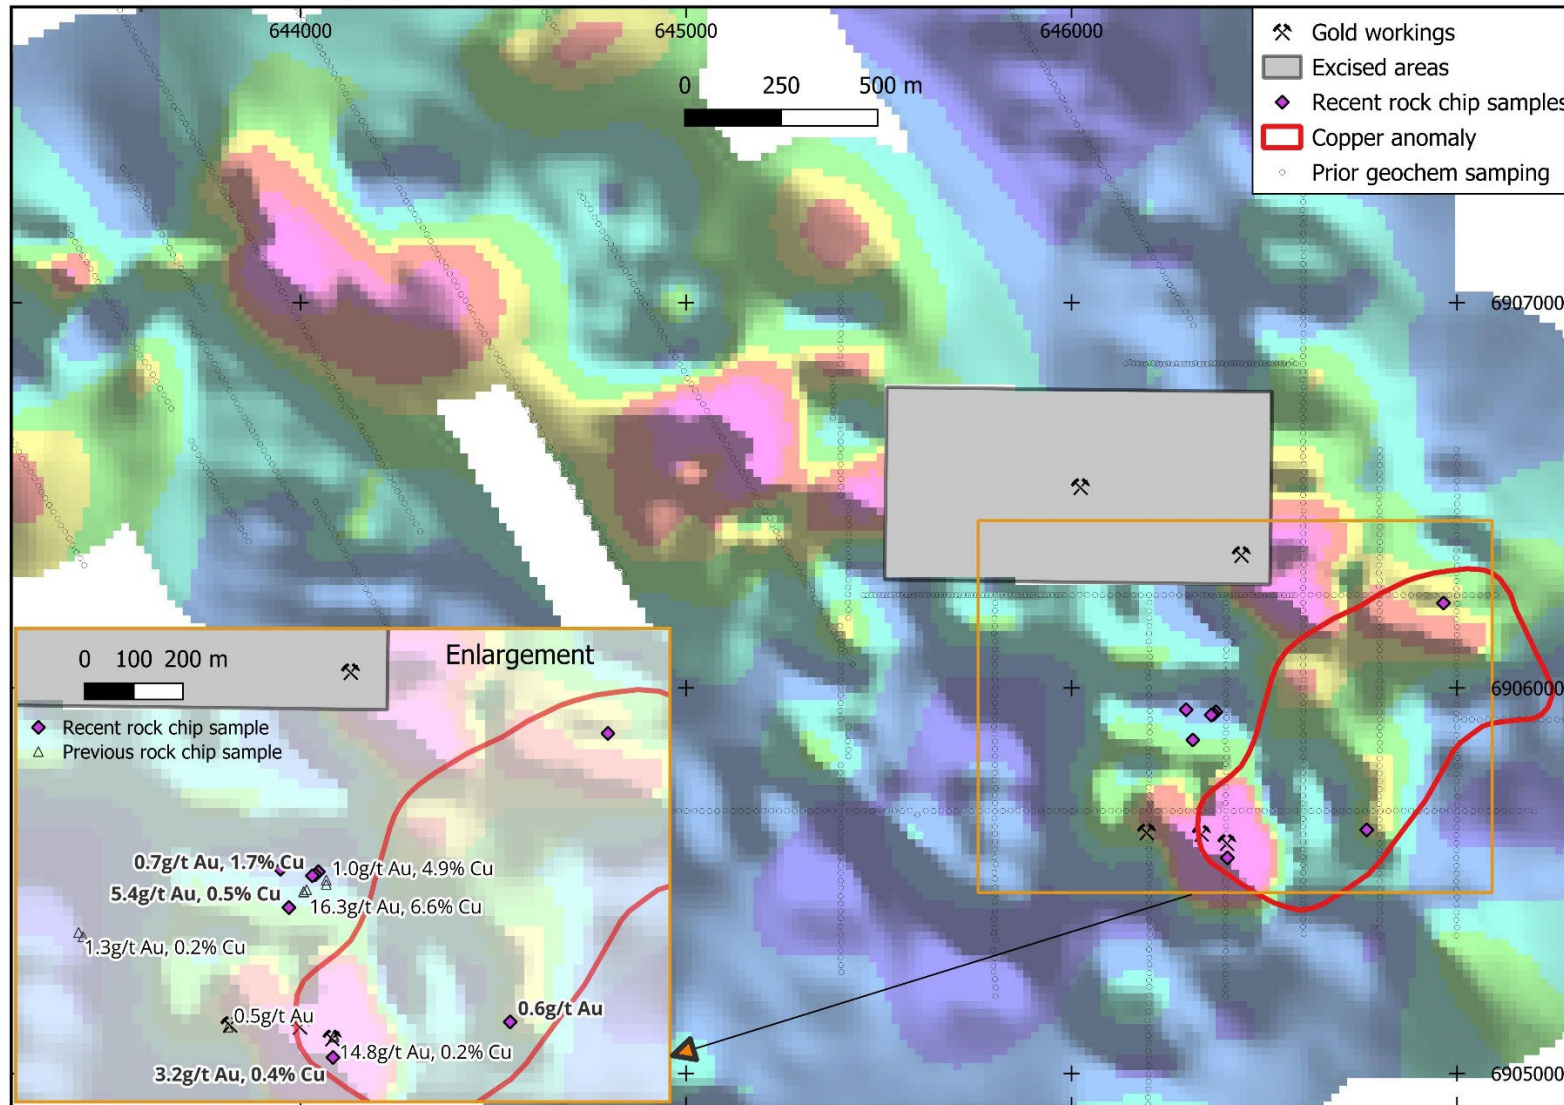 644000
645000
646000
0 250 500 m
Gold workings
Excised areas
Recent rock chip samples
Copper anomaly
Prior geochem samping
6907000
6906000
6905000
Enlargement
0 100 200 m
Recent rock chip sample
Previous rock chip sample
0.7g/t Au, 1.7% Cu
1.0g/t Au, 4.9% Cu
5.4g/t Au, 0.5% Cu
16.3g/t Au, 6.6% Cu
1.3g/t Au, 0.2% Cu
0.5g/t Au
0.6g/t Au
14.8g/t Au, 0.2% Cu
3.2g/t Au, 0.4% Cu